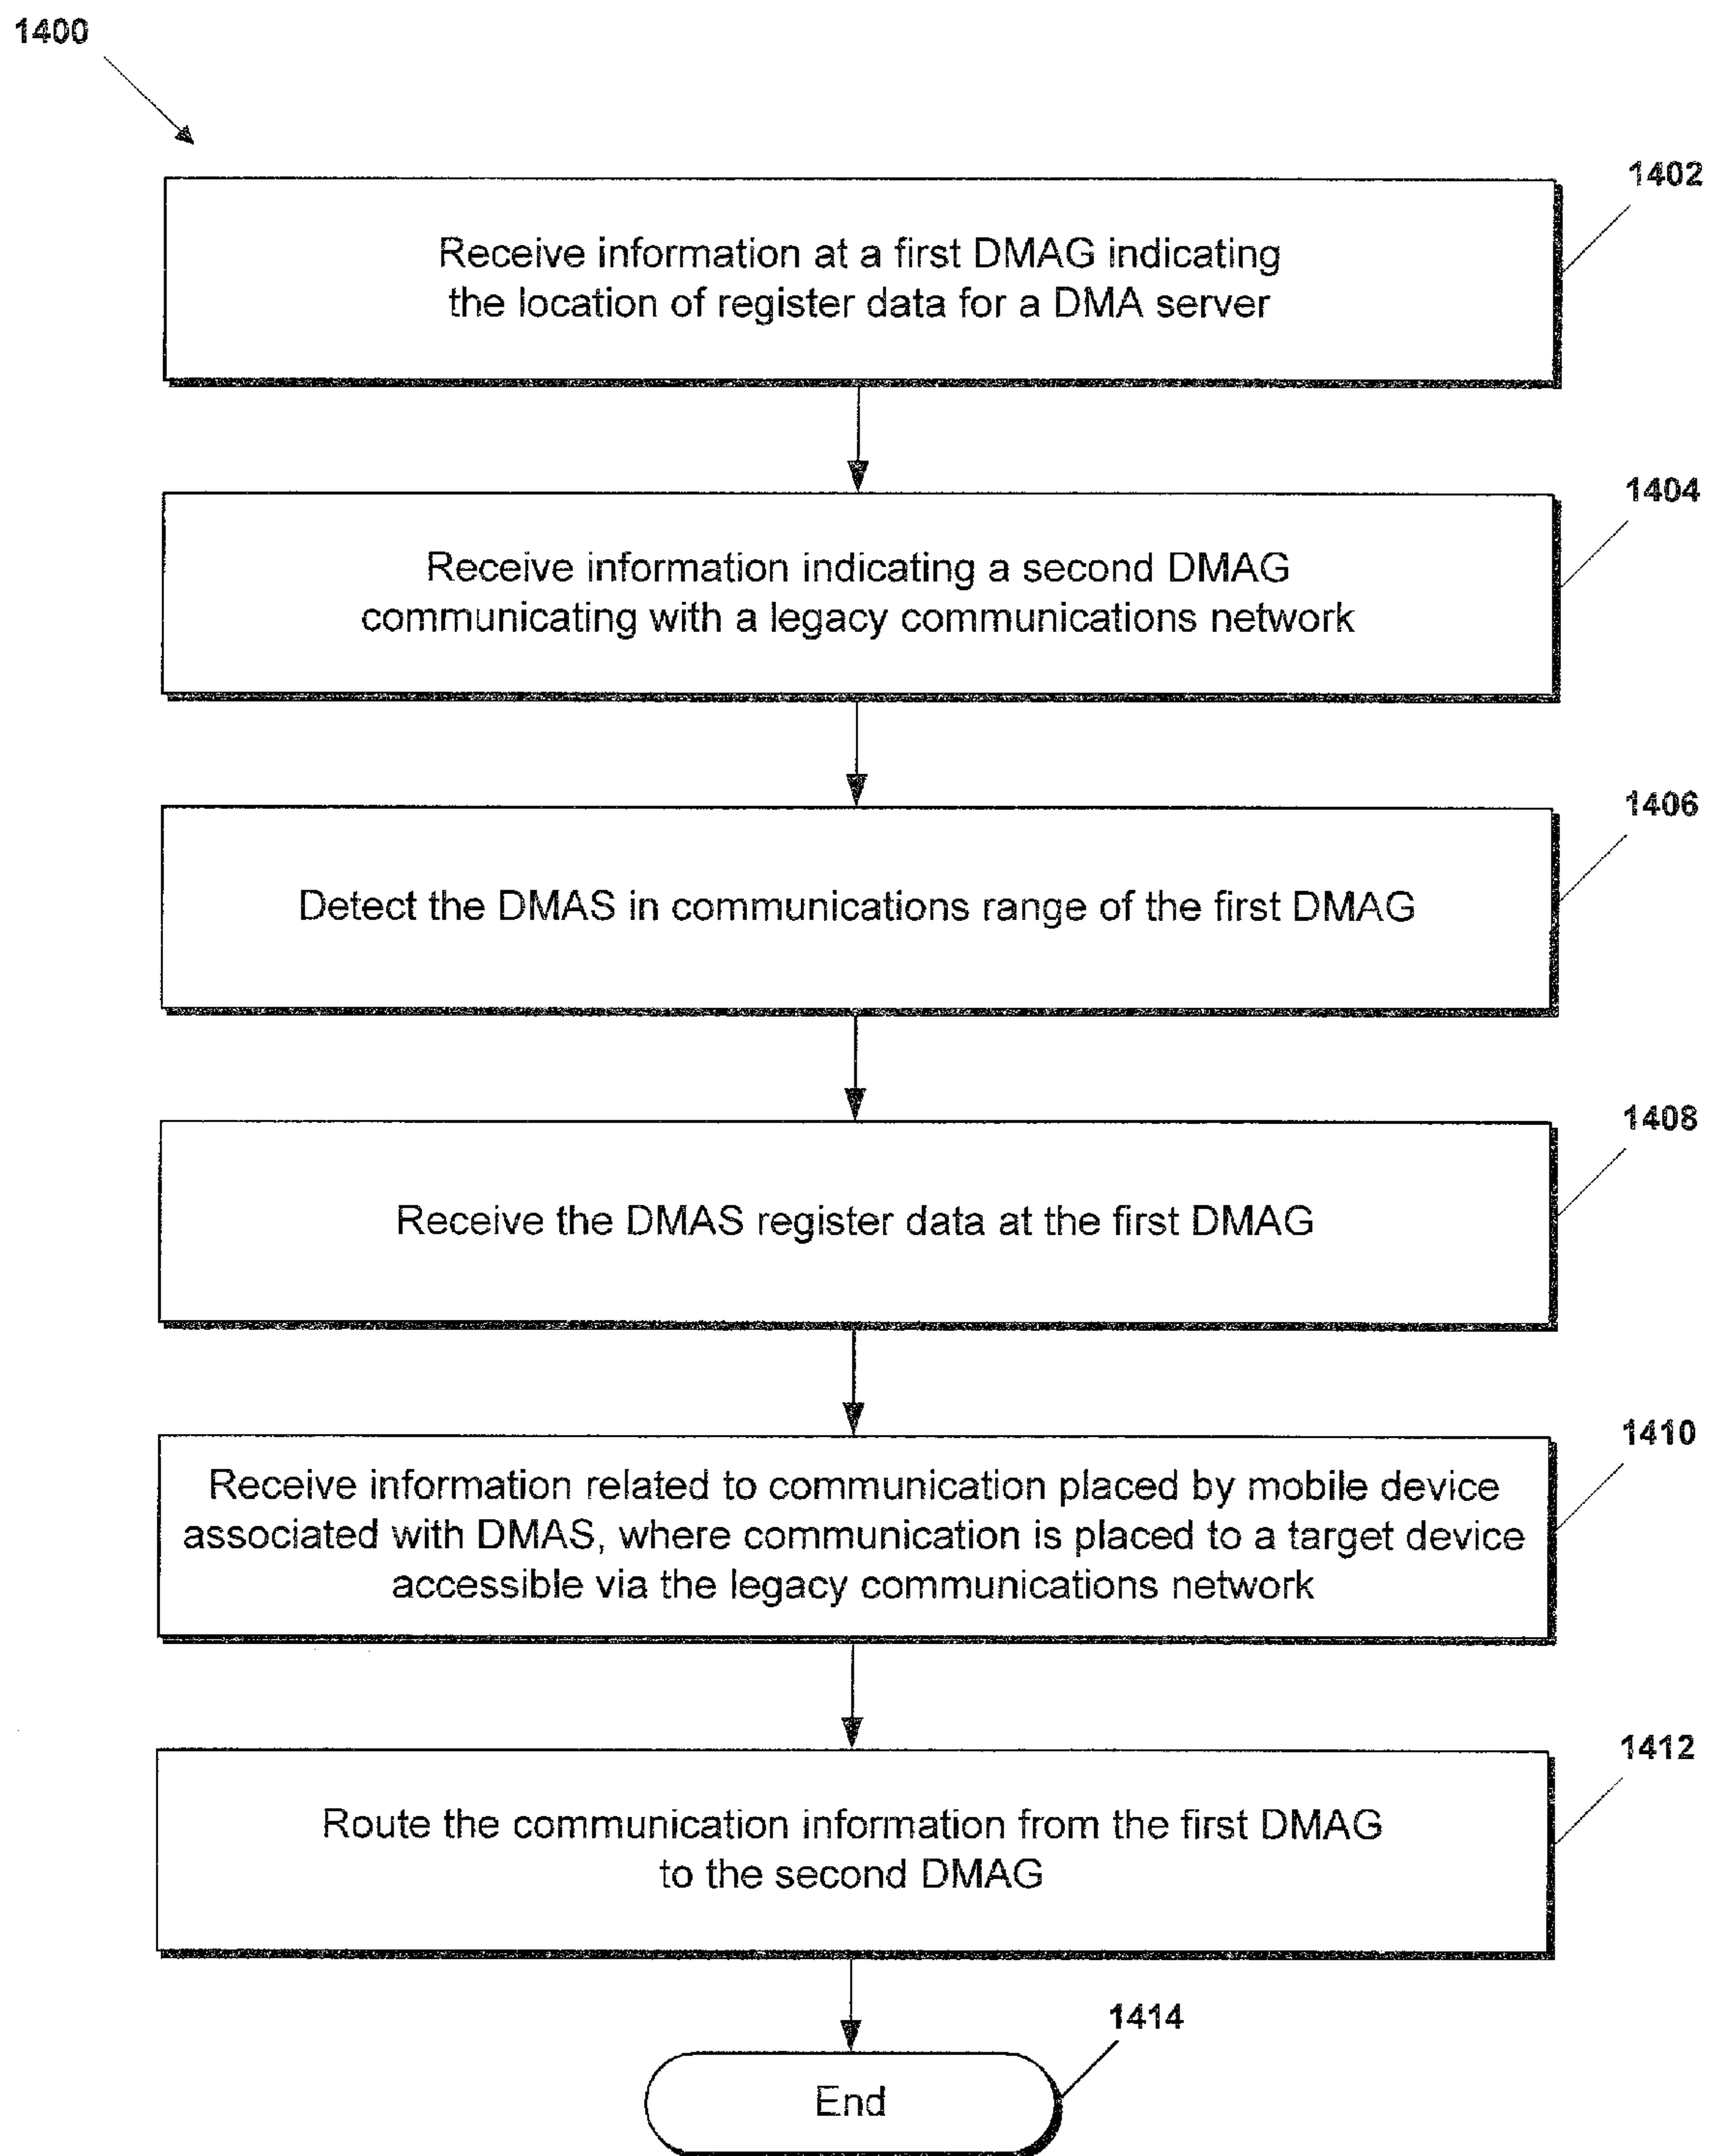 1400
1402
Receive information at a first DMAG indicating
the location of register data for a DMA server
1404
Receive information indicating a second DMAG
communicating with a legacy communications network
1406
Detect the DMAS in communications range of the first DMAG
1408
Receive the DMAS register data at the first DMAG
1410
Receive information related to communication placed by mobile device
associated with DMAS, where communication is placed to a target device
accessible via the legacy communications network
1412
Route the communication information from the first DMAG
to the second DMAG
1414
End